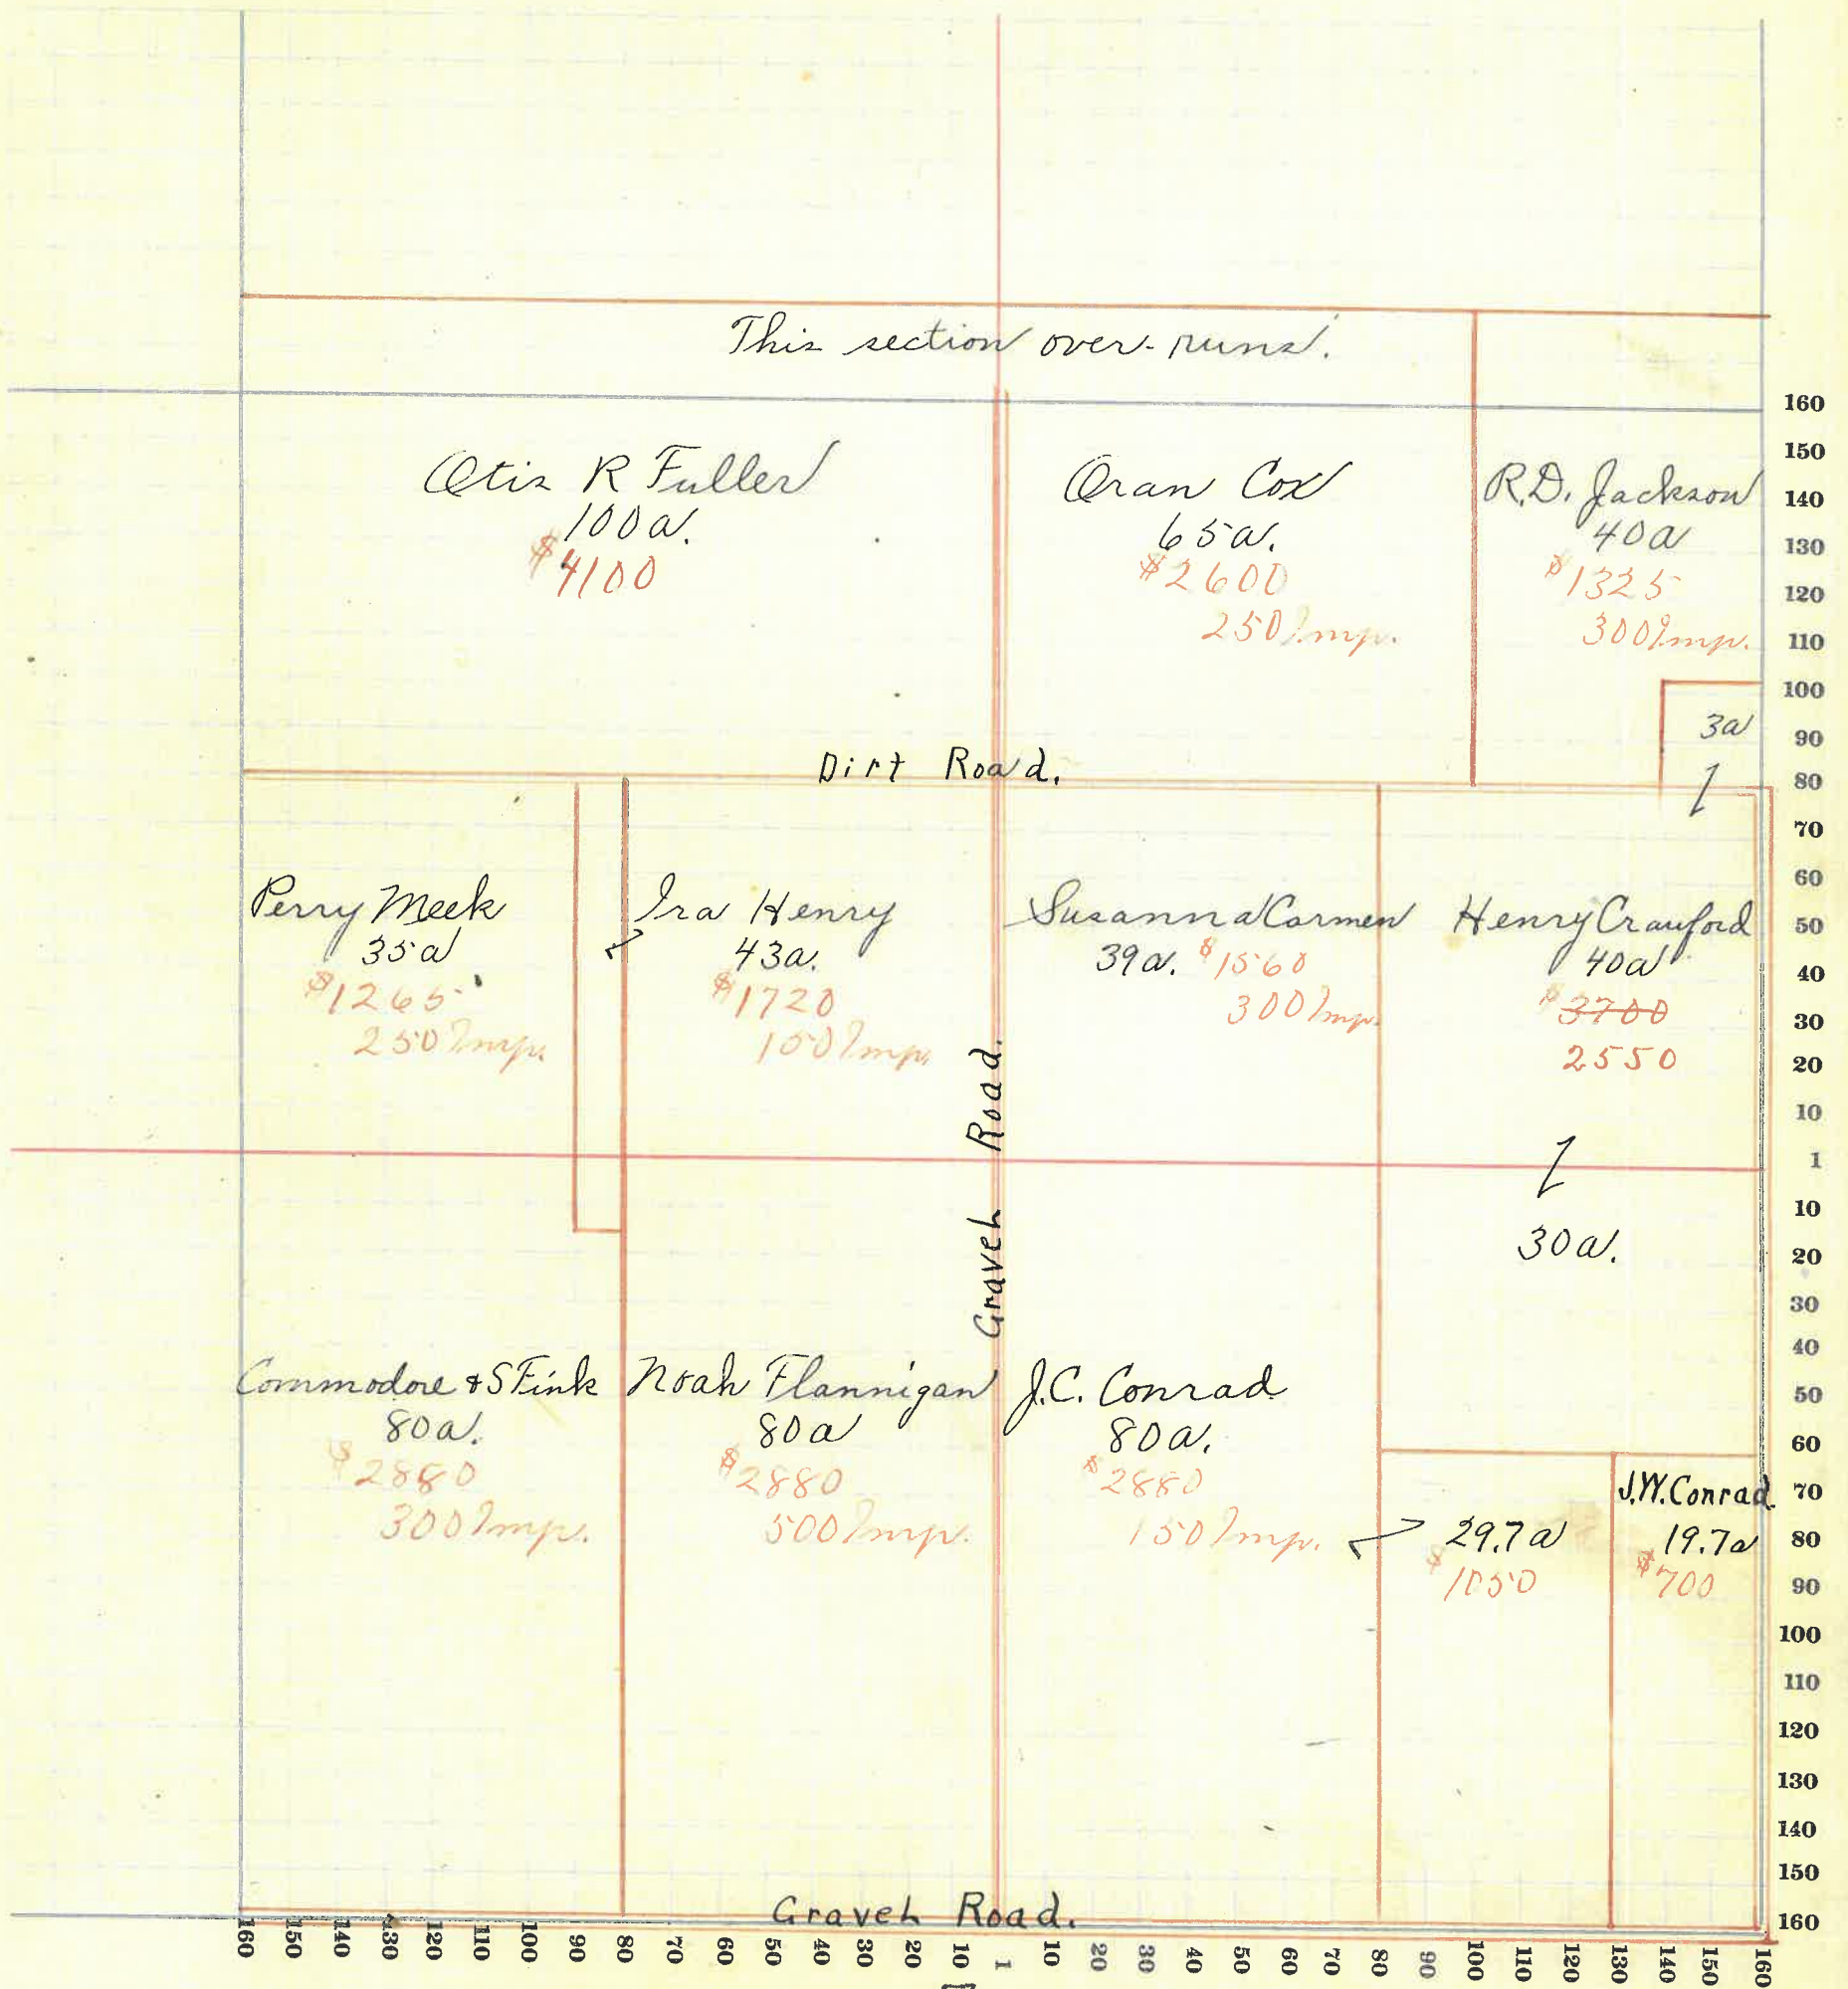 This section over-runs.
Otis R Fuller
100a.
$4100
Oran Cox
65a.
$2600
250 Imp.
R.D. Jackson
40a
$1325
300 Imp.
3a
Dirt Road.
Perry Meek
35a
$1265
250 Imp.
Ira Henry
43a.
$1720
150 Imp.
Susanna Carmen
39a. $1560
300 Imp.
Henry Crauford
40a
$3700
2550
30a.
Gravel Road.
Commodore & S Fink
80a.
$2880
300 Imp.
Noah Flannigan
80a
$2880
500 Imp.
J.C. Conrad
80a.
$2880
150 Imp.
29.7a
$1050
J.W. Conrad.
19.7a
$700
Gravel Road.
160
150
140
130
120
110
100
90
80
70
60
50
40
30
20
10
1
10
20
30
40
50
60
70
80
90
100
110
120
130
140
150
160
160 150 140 130 120 110 100 90 80 70 60 50 40 30 20 10 1 10 20 30 40 50 60 70 80 90 100 110 120 130 140 150 160